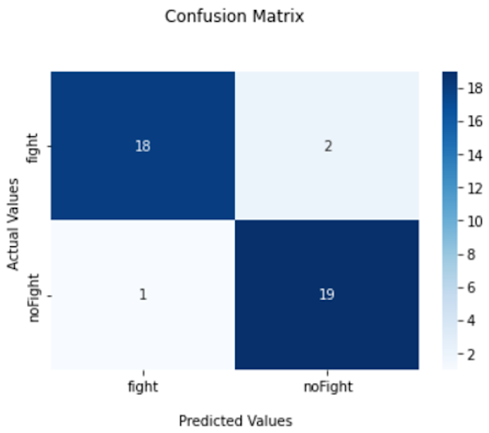 Confusion Matrix
Actual Values
fight
18
2
noFight
1
19
fight
noFight
Predicted Values
18
16
14
12
10
8
6
4
2